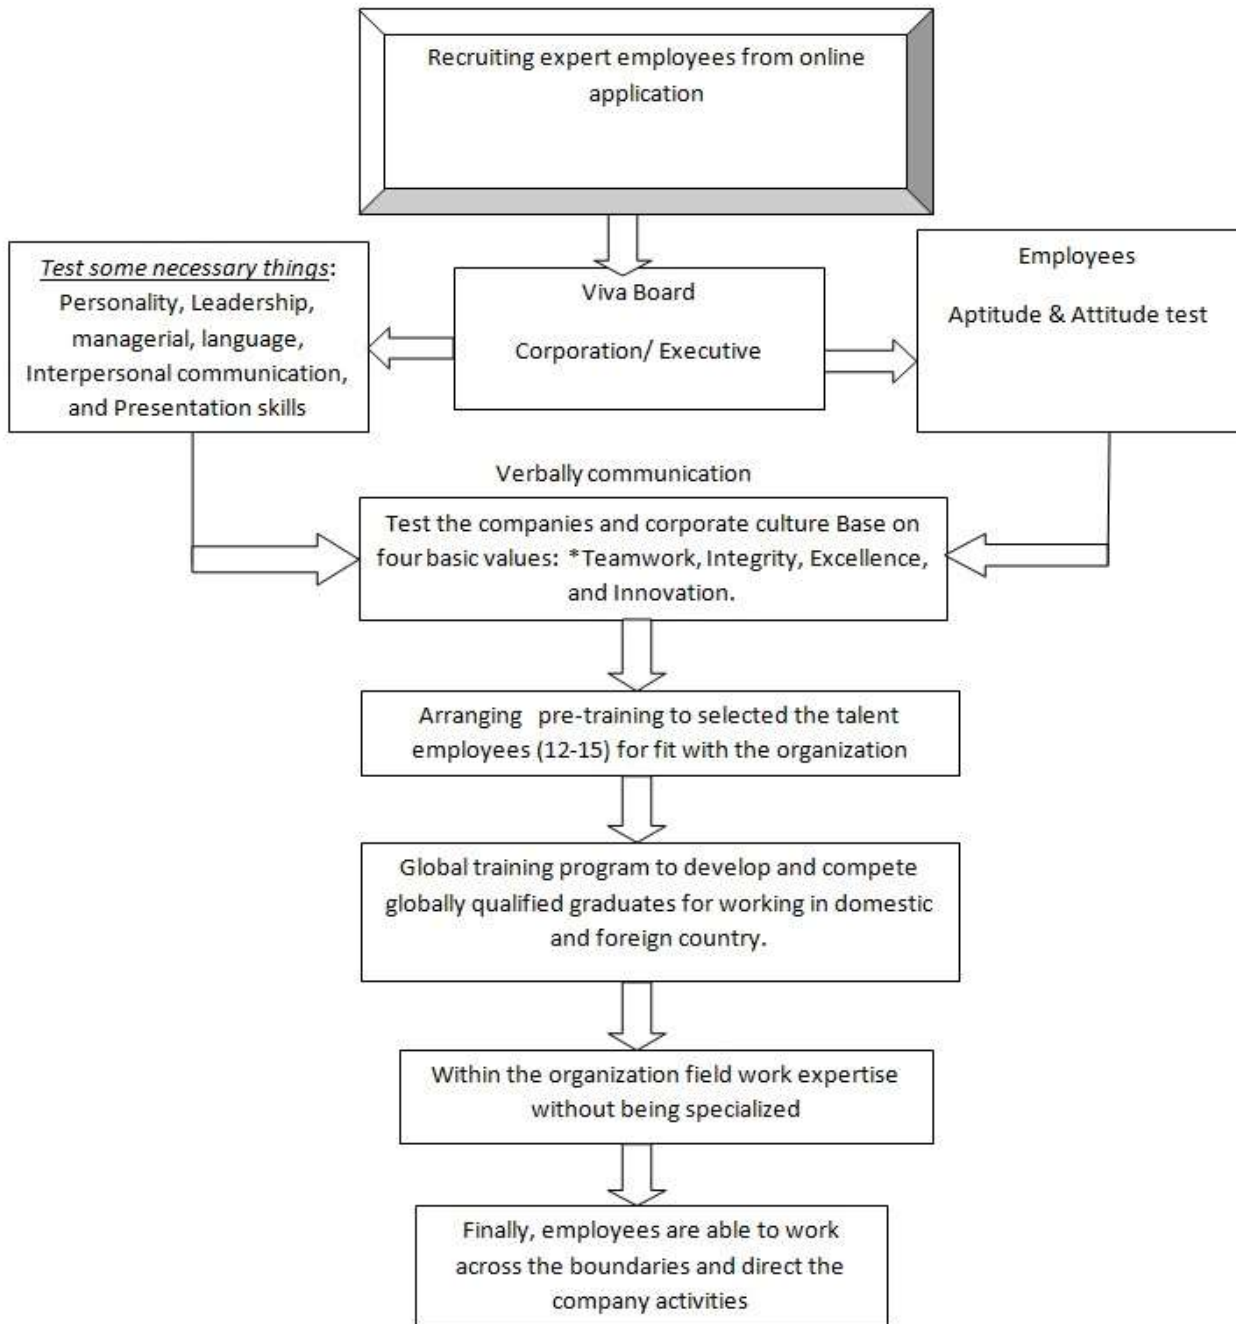 Recruiting expert employees from online
application
Test some necessary things:
Personality, Leadership,
managerial, language,
Interpersonal communication,
and Presentation skills
Viva Board
Corporation/ Executive
Employees
Aptitude & Attitude test
Verbally communication
Test the companies and corporate culture Base on
four basic values: *Teamwork, Integrity, Excellence,
and Innovation.
Arranging pre-training to selected the talent
employees (12-15) for fit with the organization
Global training program to develop and compete
globally qualified graduates for working in domestic
and foreign country.
Within the organization field work expertise
without being specialized
Finally, employees are able to work
across the boundaries and direct the
company activities